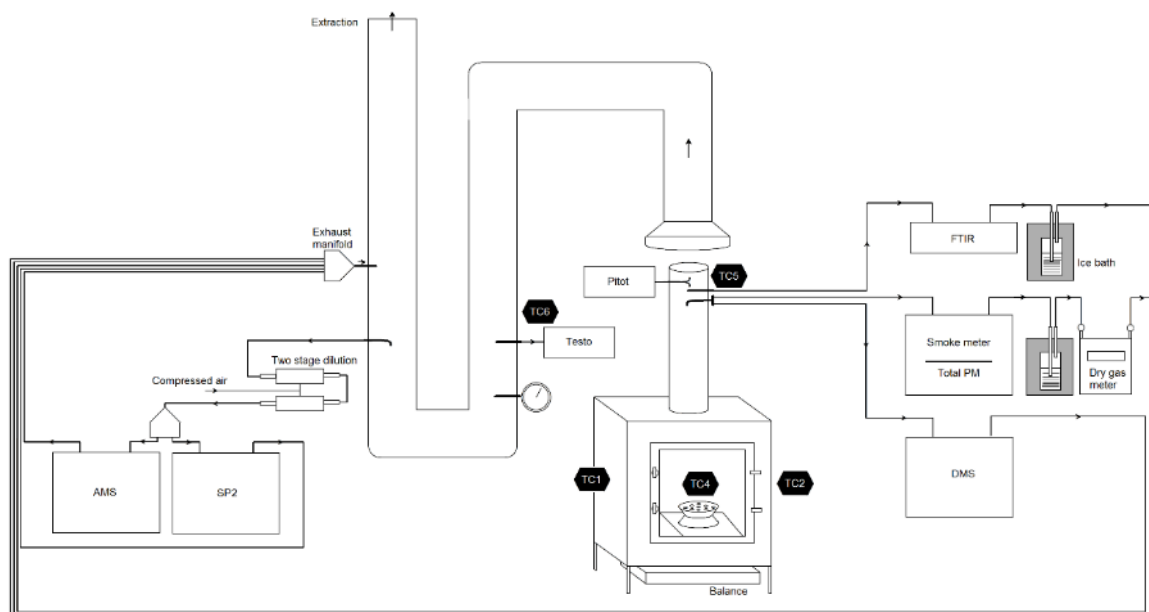 Extraction
Exhaust
manifold
Two stage dilution
Compressed air
AMS
SP2
Pitot
TC5
TC6
Testo
FTIR
Ice bath
Smoke meter
Total PM
Dry gas
meter
DMS
TC1
TC4
TC2
Balance